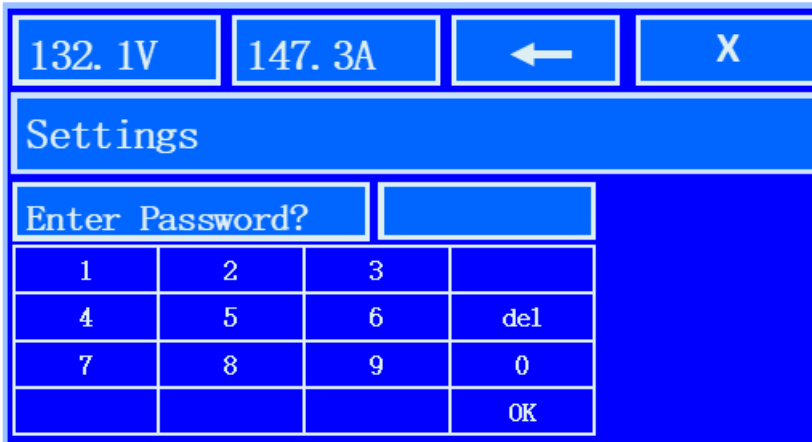 132.1V 147.3A ← X
Settings
Enter Password?
1 2 3
4 5 6 del
7 8 9 0
OK